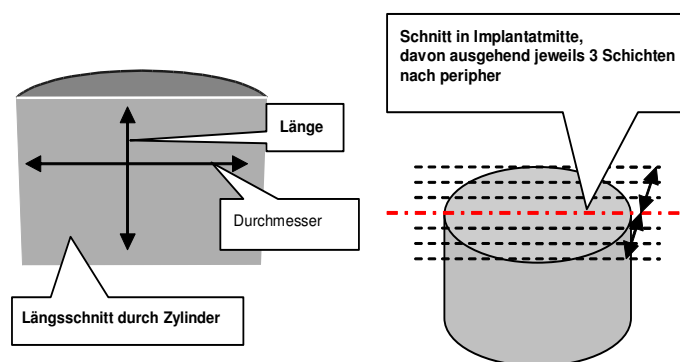 Schnitt in Implantatmitte,
davon ausgehend jeweils 3 Schichten
nach peripher
Länge
Durchmesser
Längsschnitt durch Zylinder